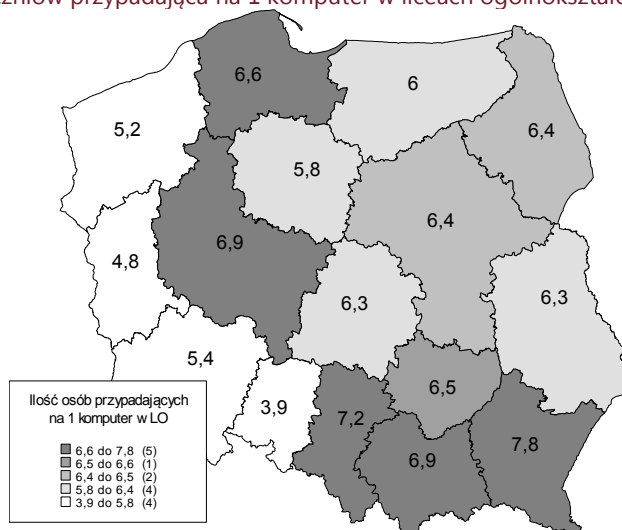 uczniów przypadająca na 1 komputer w liceach ogólnokształc
6,6
6
5,2
6,4
5,8
6,4
6,9
4,8
6,3
6,3
5,4
6,5
3,9
7,2
7,8
6,9
Ilość osób przypadających
na 1 komputer w LO
6,6 do 7,8 (5)
6,5 do 6,6 (1)
6,4 do 6,5 (2)
5,8 do 6,4 (4)
3,9 do 5,8 (4)